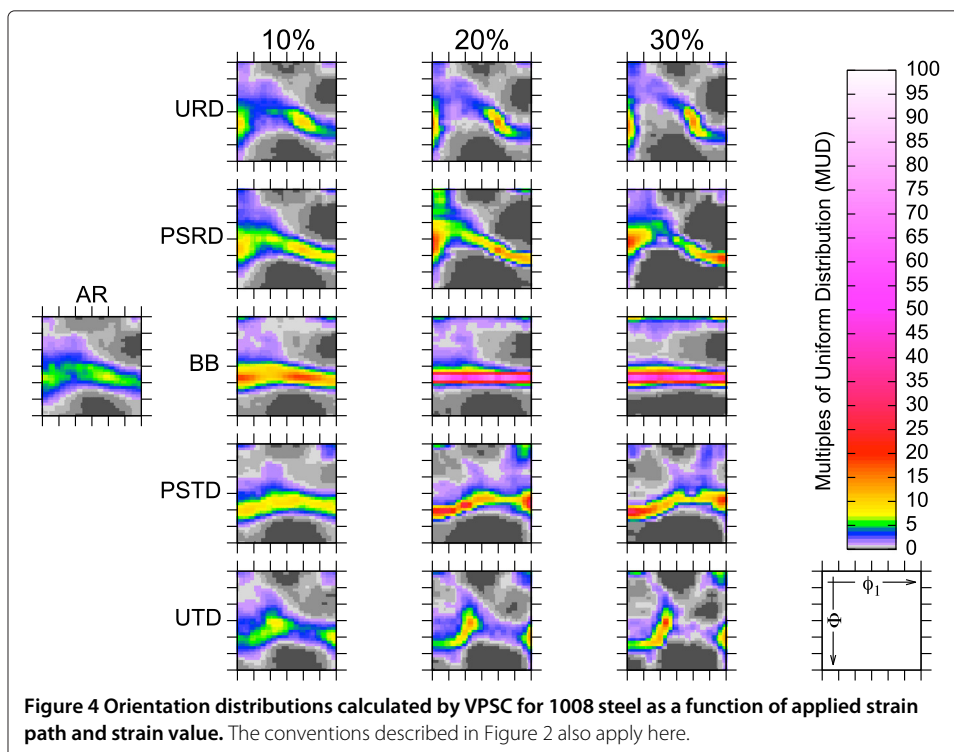 10% 20% 30%
URD
PSRD
AR
BB
PSTD
UTD
Multiples of Uniform Distribution (MUD)
100
95
90
85
80
75
70
65
60
55
50
45
40
35
30
25
20
15
10
5
0
ϕ1
Φ
Figure 4 Orientation distributions calculated by VPSC for 1008 steel as a function of applied strain
path and strain value. The conventions described in Figure 2 also apply here.